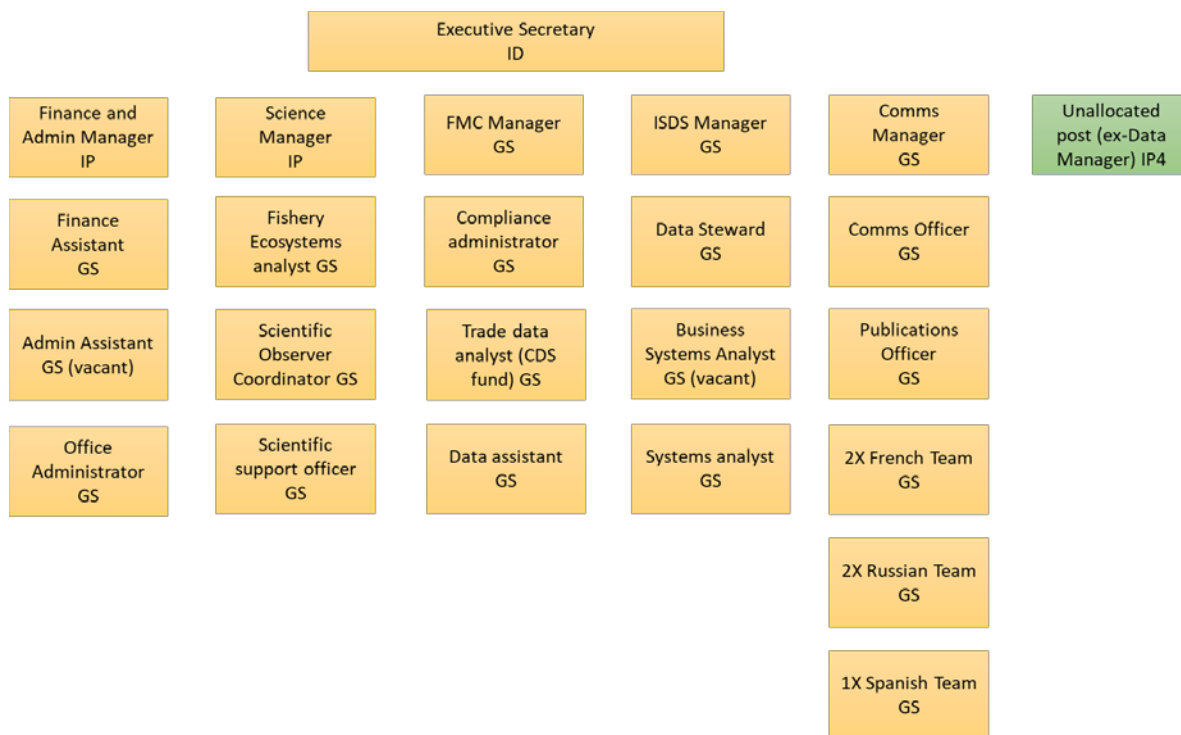 Executive Secretary
ID
Finance and
Admin Manager
IP
Science
Manager
IP
FMC Manager
GS
ISDS Manager
GS
Comms
Manager
GS
Unallocated
post (ex-Data
Manager) IP4
Finance
Assistant
GS
Fishery
Ecosystems
analyst GS
Compliance
administrator
GS
Data Steward
GS
Comms Officer
GS
Admin Assistant
GS (vacant)
Scientific
Observer
Coordinator GS
Trade data
analyst (CDS
fund) GS
Business
Systems Analyst
GS (vacant)
Publications
Officer
GS
Office
Administrator
GS
Scientific
support officer
GS
Data assistant
GS
Systems analyst
GS
2X French Team
GS
2X Russian Team
GS
1X Spanish Team
GS